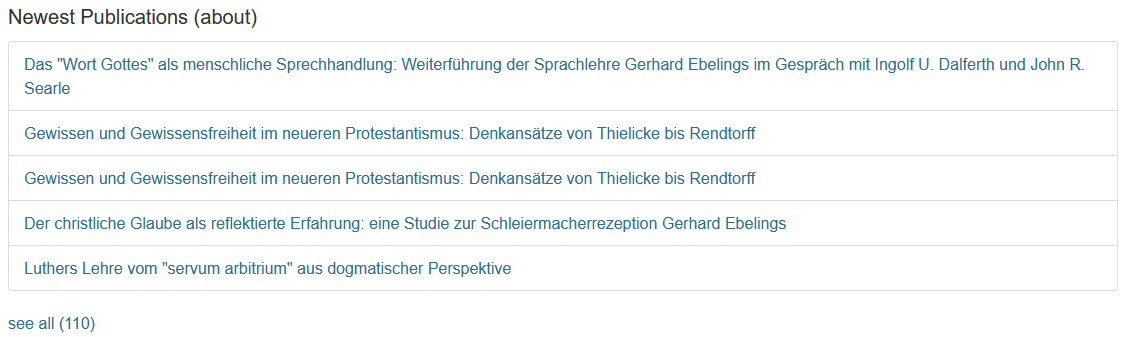 Newest Publications (about)
Das "Wort Gottes" als menschliche Sprechhandlung: Weiterführung der Sprachlehre Gerhard Ebelings im Gespräch mit Ingolf U. Dalferth und John R.
Searle
Gewissen und Gewissensfreiheit im neueren Protestantismus: Denkansätze von Thielicke bis Rendtorff
Gewissen und Gewissensfreiheit im neueren Protestantismus: Denkansätze von Thielicke bis Rendtorff
Der christliche Glaube als reflektierte Erfahrung: eine Studie zur Schleiermacherrezeption Gerhard Ebelings
Luthers Lehre vom "servum arbitrium" aus dogmatischer Perspektive
see all (110)